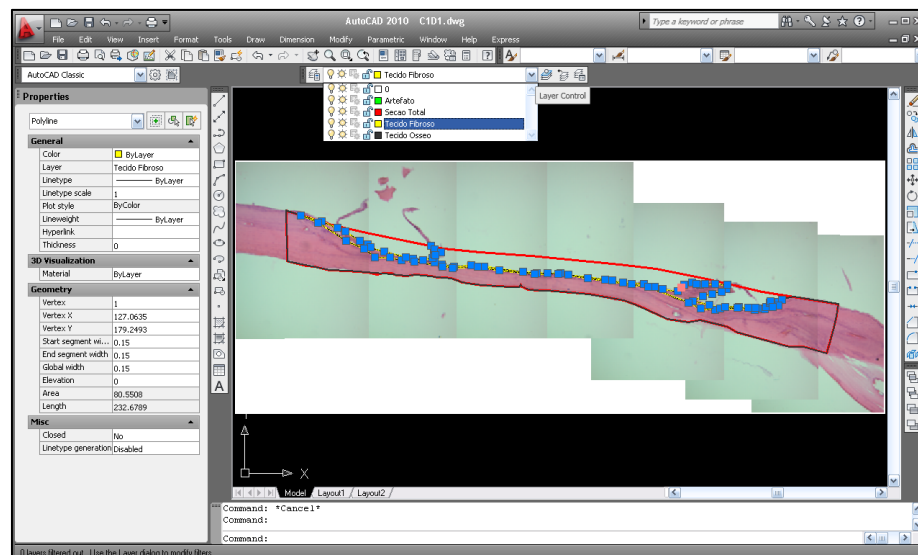 AutoCAD 2010 C1D1.dwg
Type a keyword or phrase
File Edit View Insert Format Tools Draw Dimension Modify Parametric Window Help Express
AutoCAD Classic
Tecido Fibroso
0
Artefato
Secao Total
Tecido Fibroso
Tecido Osseo
Layer Control
Properties
Polyline
General
Color ByLayer
Layer Tecido Fibroso
Linetype ByLayer
Linetype scale 1
Plot style ByColor
Lineweight ByLayer
Hyperlink
Thickness 0
3D Visualization
Material ByLayer
Geometry
Vertex 1
Vertex X 127.0635
Vertex Y 179.2493
Start segment wi... 0.15
End segment width 0.15
Global width 0.15
Elevation 0
Area 80.5508
Length 232.6789
Misc
Closed No
Linetype generation Disabled
X
Model Layout1 Layout2
Command: *Cancel*
Command:
Command:
0 layers filtered out. Use the Layer dialog to modify filters